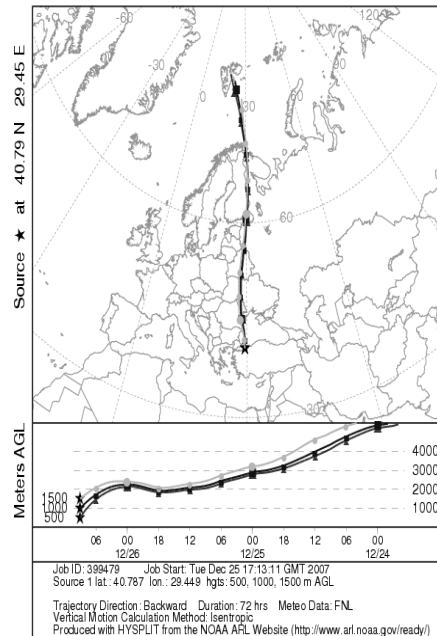 -60
120
-30
30
0
30
60
30
Source ★ at 40.79 N 29.45 E
Meters AGL
1500
1000
500
4000
3000
2000
1000
06 00 18 12 06 00 18 12 06 00
12/26 12/25 12/24
Job ID: 399479 Job Start: Tue Dec 25 17:13:11 GMT 2007
Source 1 lat.: 40.787 lon.: 29.449 hgts: 500, 1000, 1500 m AGL
Trajectory Direction: Backward Duration: 72 hrs Meteo Data: FNL
Vertical Motion Calculation Method: Isentropic
Produced with HYSPLIT from the NOAA ARL Website (http://www.arl.noaa.gov/ready/)